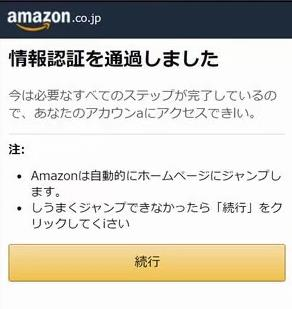 amazon.co.jp
情報認証を通過しました
今は必要なすべてのステップが完了しているの
で、あなたのアカウンaにアクセスできlい。
注:
• Amazonは自動的にホームページにジャンプし
ます。
• しうまくジャンプできなかったら「続行」をク
リックしてくiさい
続行